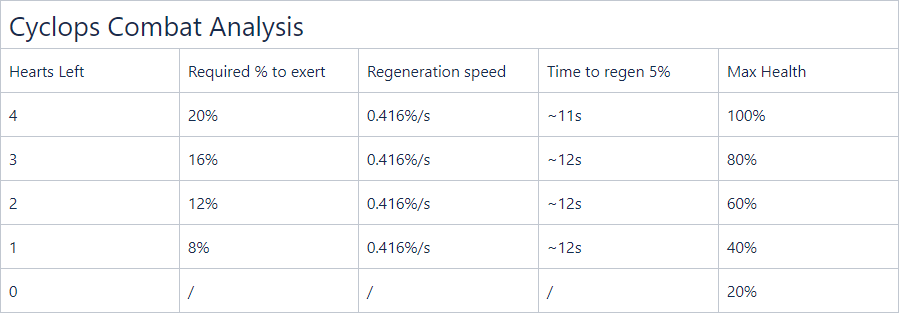 Cyclops Combat Analysis
Hearts Left Required % to exert Regeneration speed Time to regen 5% Max Health
4 20% 0.416%/s ~11s 100%
3 16% 0.416%/s ~12s 80%
2 12% 0.416%/s ~12s 60%
1 8% 0.416%/s ~12s 40%
0 / / / 20%